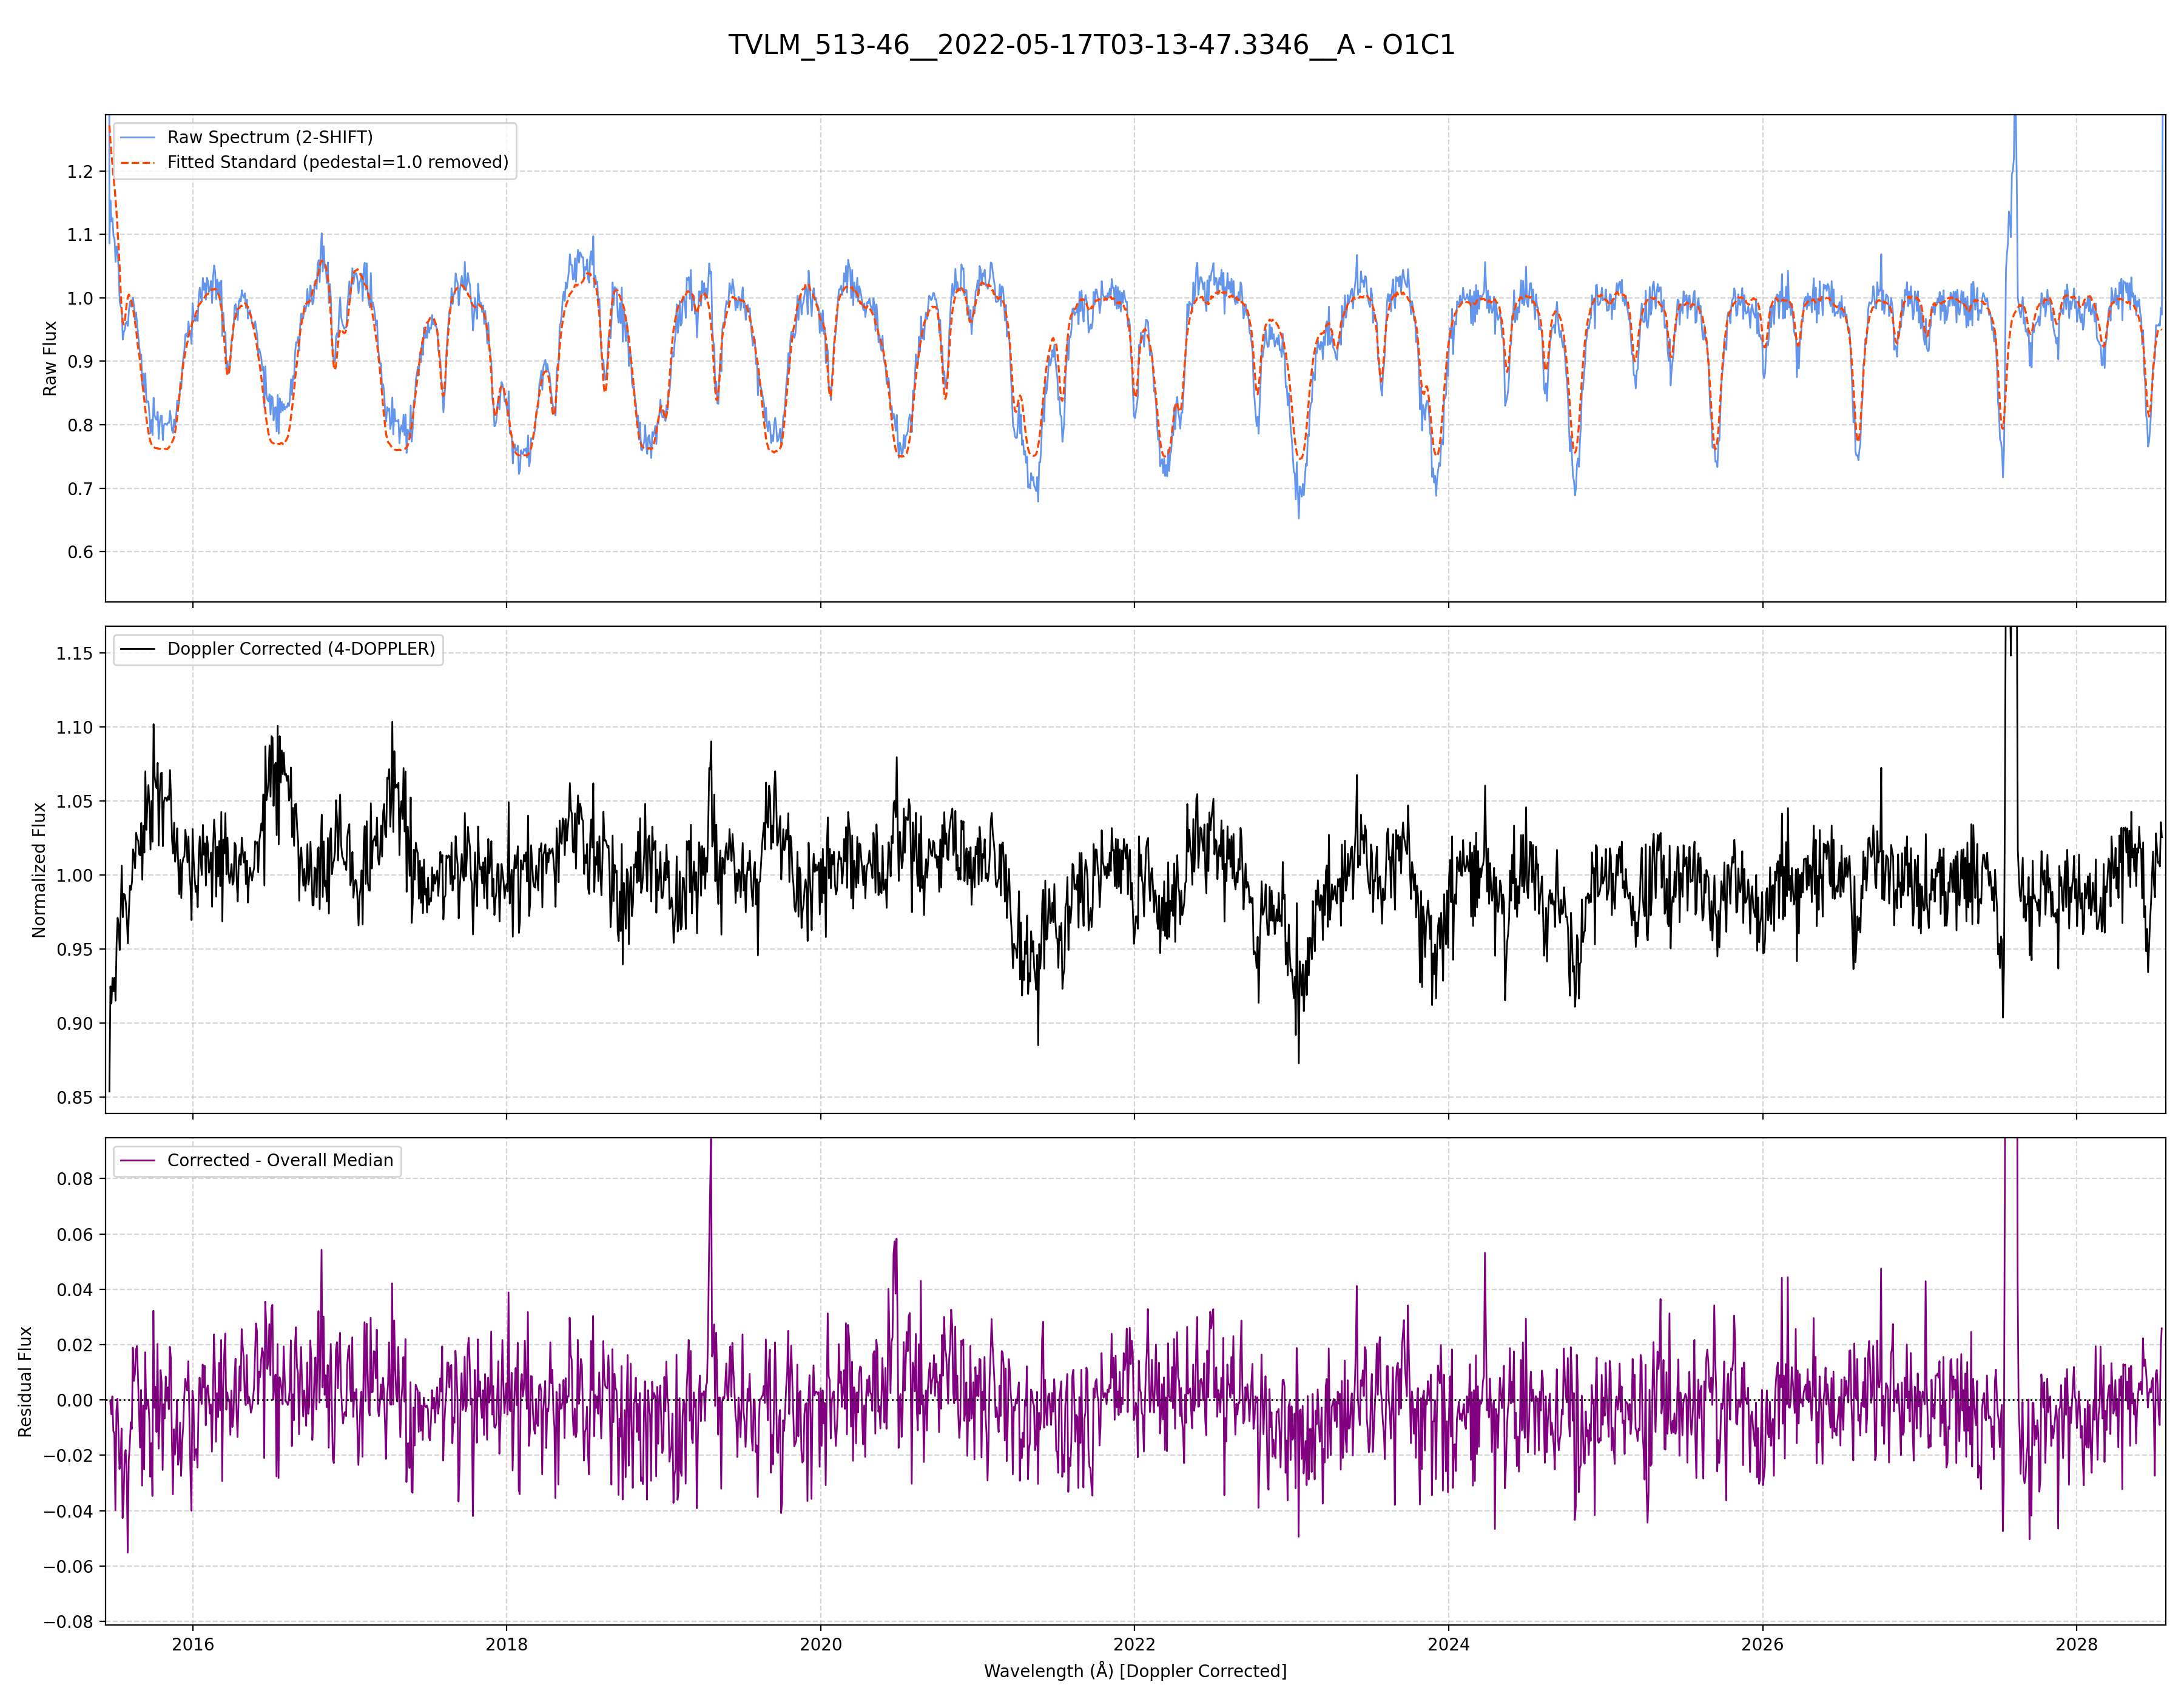 TVLM_513-46__2022-05-17T03-13-47.3346__A - O1C1
Raw Spectrum (2-SHIFT)
Fitted Standard (pedestal=1.0 removed)
Raw Flux
1.2
1.1
1.0
0.9
0.8
0.7
0.6
Doppler Corrected (4-DOPPLER)
Normalized Flux
1.15
1.10
1.05
1.00
0.95
0.90
0.85
Corrected - Overall Median
Residual Flux
0.08
0.06
0.04
0.02
0.00
−0.02
−0.04
−0.06
−0.08
2016 2018 2020 2022 2024 2026 2028
Wavelength (Å) [Doppler Corrected]